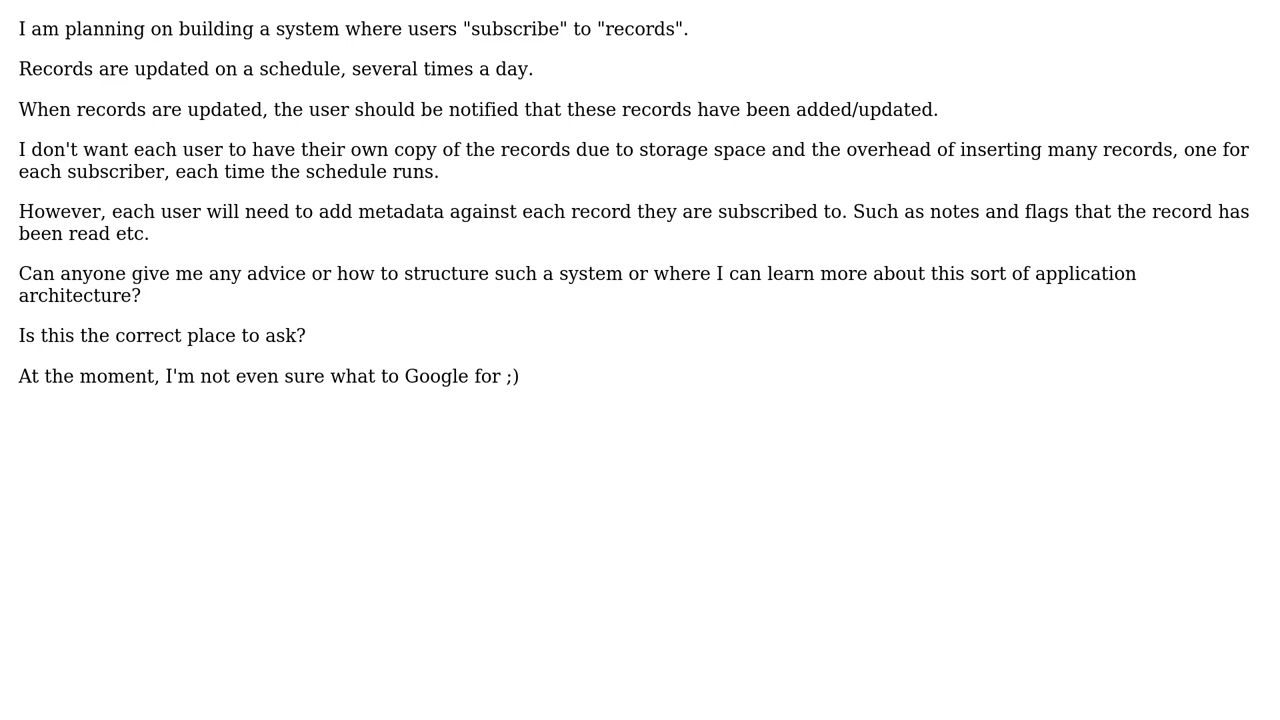 I am planning on building a system where users "subscribe" to "records".
Records are updated on a schedule, several times a day.
When records are updated, the user should be notified that these records have been added/updated.
I don't want each user to have their own copy of the records due to storage space and the overhead of inserting many records, one for
each subscriber, each time the schedule runs.
However, each user will need to add metadata against each record they are subscribed to. Such as notes and flags that the record has
been read etc.
Can anyone give me any advice or how to structure such a system or where I can learn more about this sort of application
architecture?
Is this the correct place to ask?
At the moment, I'm not even sure what to Google for ;)